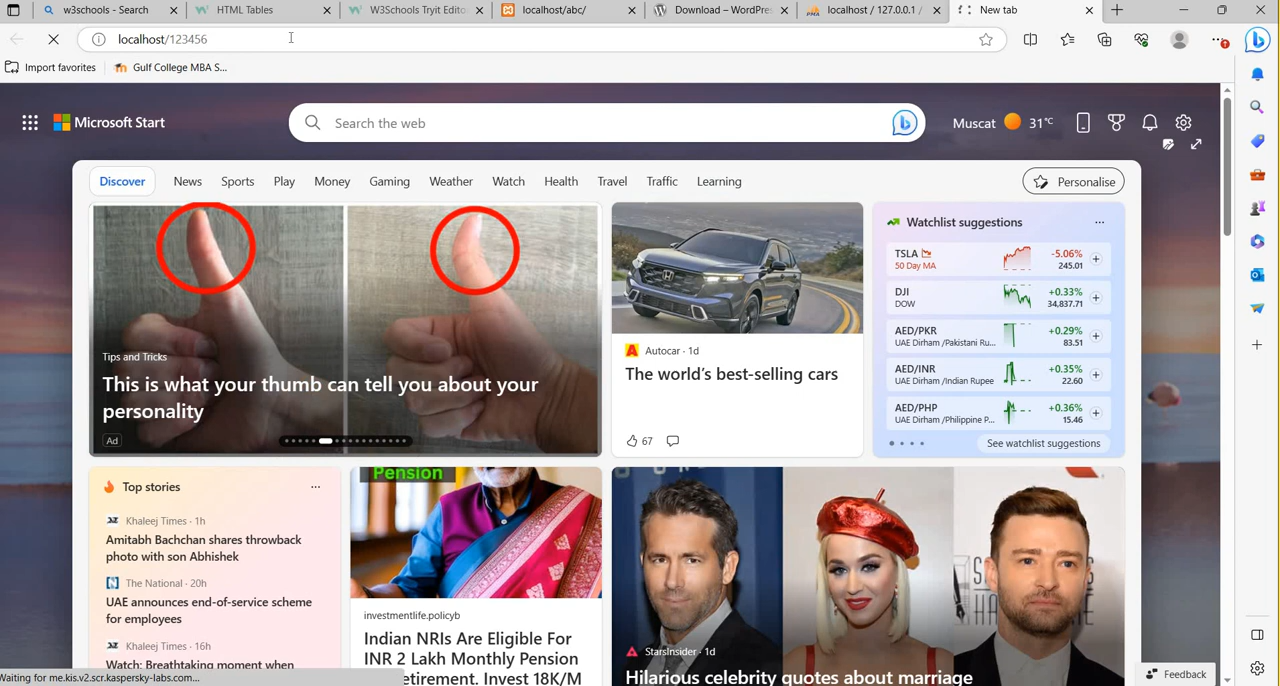 w3schools - Search
HTML Tables
W3Schools Tryit Edito
localhost/abc/
Download – WordPre
localhost / 127.0.0.1 /
New tab
localhost/123456
Import favorites
Gulf College MBA S...
Microsoft Start
Search the web
Muscat 31°C
Discover
News
Sports
Play
Money
Gaming
Weather
Watch
Health
Travel
Traffic
Learning
Personalise
Tips and Tricks
This is what your thumb can tell you about your
personality
Ad
Autocar · 1d
The world's best-selling cars
67
Watchlist suggestions
TSLA -5.06%
50 Day MA 245.01
DJI +0.33%
DOW 34,837.71
AED/PKR +0.29%
UAE Dirham /Pakistani Ru... 83.51
AED/INR +0.35%
UAE Dirham /Indian Rupee 22.60
AED/PHP +0.36%
UAE Dirham /Philippine P... 15.46
See watchlist suggestions
Top stories
Khaleej Times · 1h
Amitabh Bachchan shares throwback
photo with son Abhishek
The National · 20h
UAE announces end-of-service scheme
for employees
Khaleej Times · 16h
Watch: Breathtaking moment when
Pension
investmentlife.policyb
Indian NRIs Are Eligible For
INR 2 Lakh Monthly Pension
etirement. Invest 18K/M
StarsInsider · 1d
Hilarious celebrity quotes about marriage
Feedback
Waiting for me.kis.v2.scr.kaspersky-labs.com...